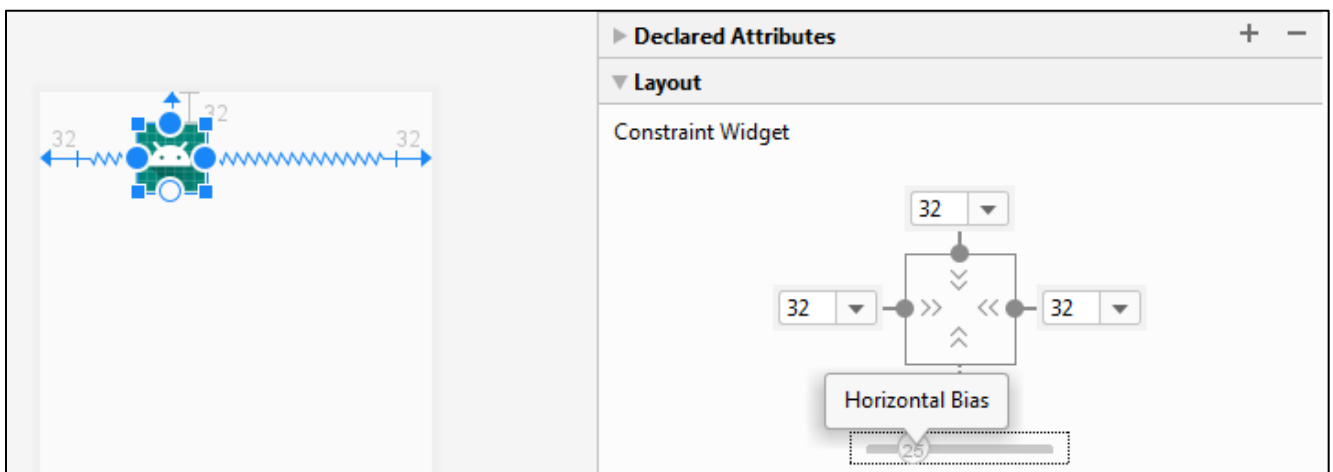 Declared Attributes
+ −
Layout
Constraint Widget
32
32
32
32
32
32
Horizontal Bias
25